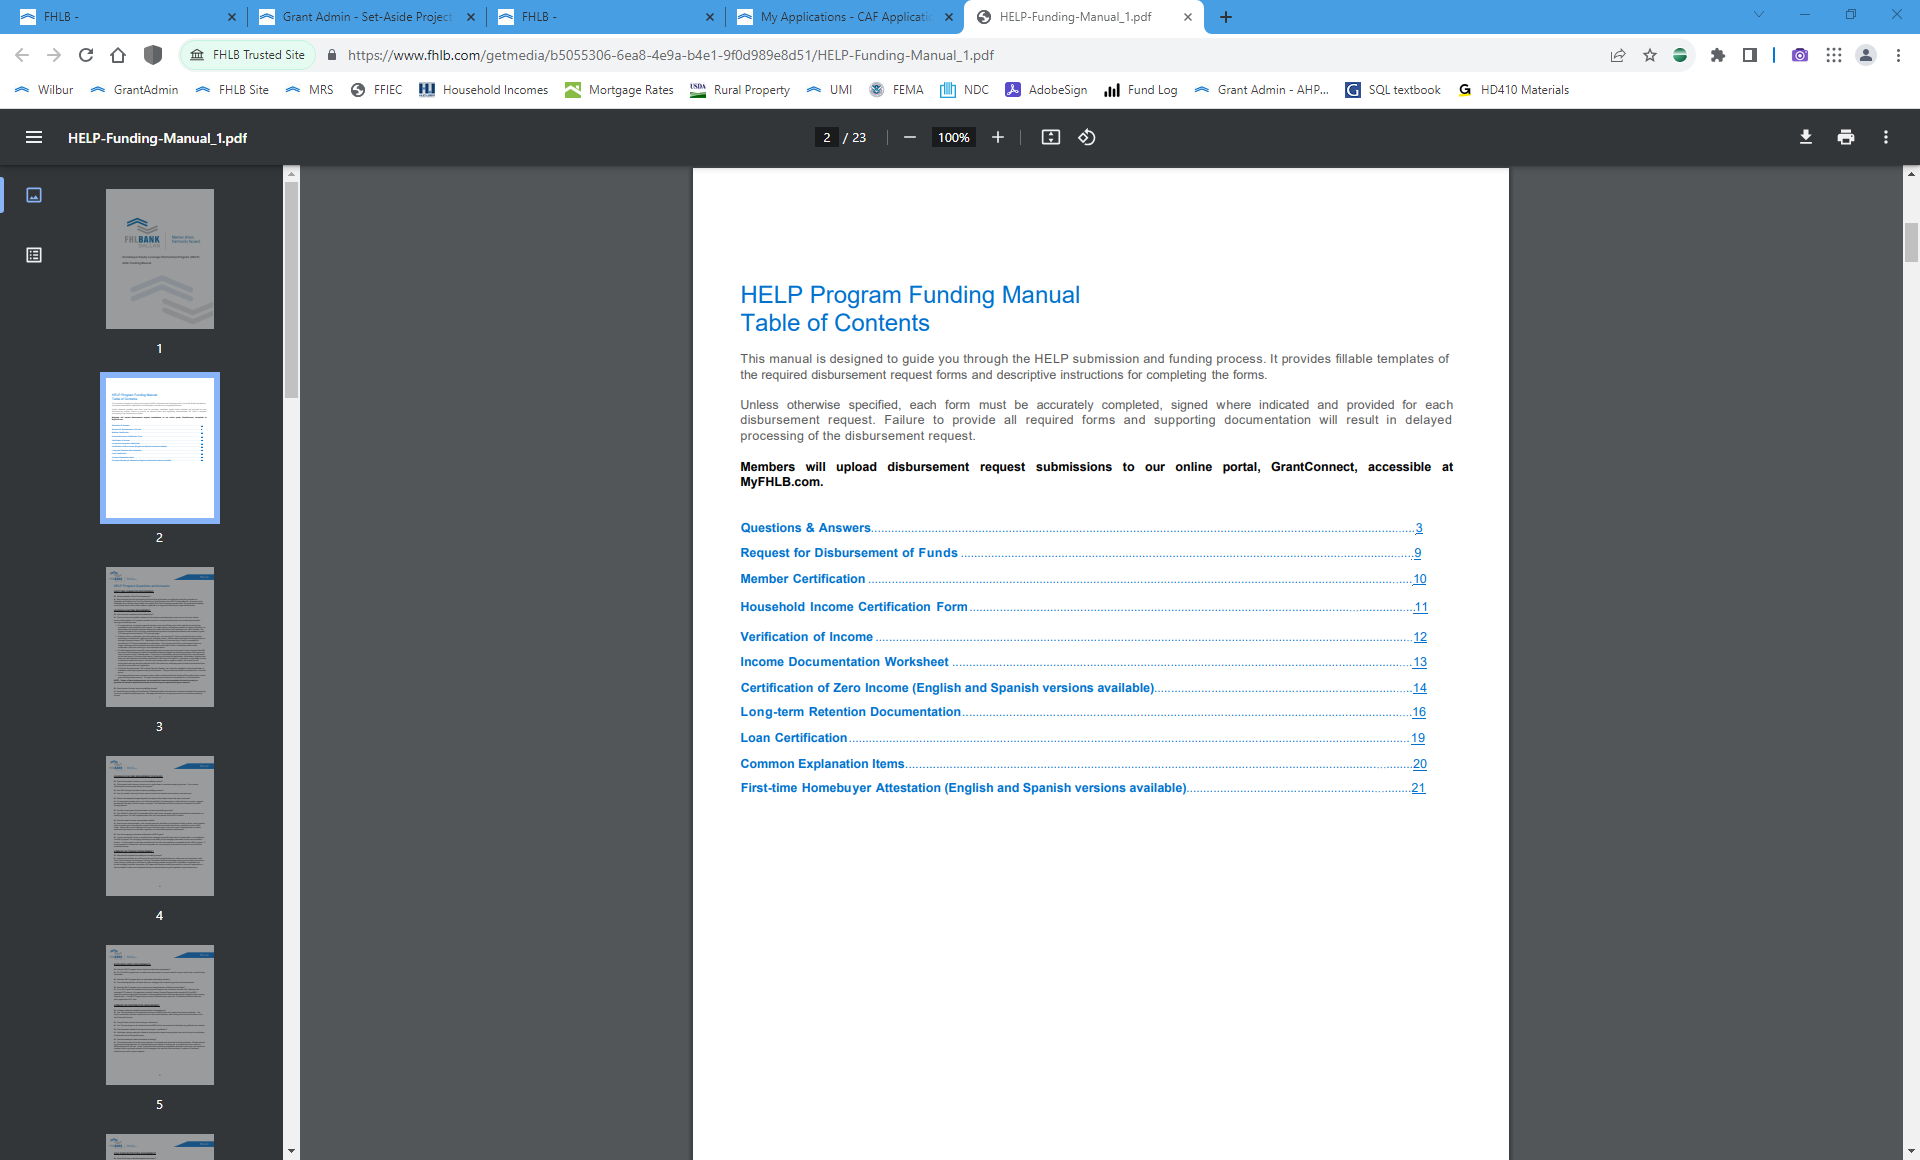 FHLB -
Grant Admin - Set-Aside Project
FHLB -
My Applications - CAF Applicati
HELP-Funding-Manual_1.pdf
FHLB Trusted Site
https://www.fhlb.com/getmedia/b5055306-6ea8-4e9a-b4e1-9f0d989e8d51/HELP-Funding-Manual_1.pdf
Wilbur
GrantAdmin
FHLB Site
MRS
FFIEC
Household Incomes
Mortgage Rates
USDA
Rural Property
UMI
FEMA
NDC
AdobeSign
Fund Log
Grant Admin - AHP...
SQL textbook
HD410 Materials
HELP-Funding-Manual_1.pdf
2 / 23
100%
FHLBANK
DALLAS
1
2
3
4
5
HELP Program Funding Manual
Table of Contents
This manual is designed to guide you through the HELP submission and funding process. It provides fillable templates of
the required disbursement request forms and descriptive instructions for completing the forms.
Unless otherwise specified, each form must be accurately completed, signed where indicated and provided for each
disbursement request. Failure to provide all required forms and supporting documentation will result in delayed
processing of the disbursement request.
Members will upload disbursement request submissions to our online portal, GrantConnect, accessible at
MyFHLB.com.
Questions & Answers 3
Request for Disbursement of Funds 9
Member Certification 10
Household Income Certification Form 11
Verification of Income 12
Income Documentation Worksheet 13
Certification of Zero Income (English and Spanish versions available) 14
Long-term Retention Documentation 16
Loan Certification 19
Common Explanation Items 20
First-time Homebuyer Attestation (English and Spanish versions available) 21